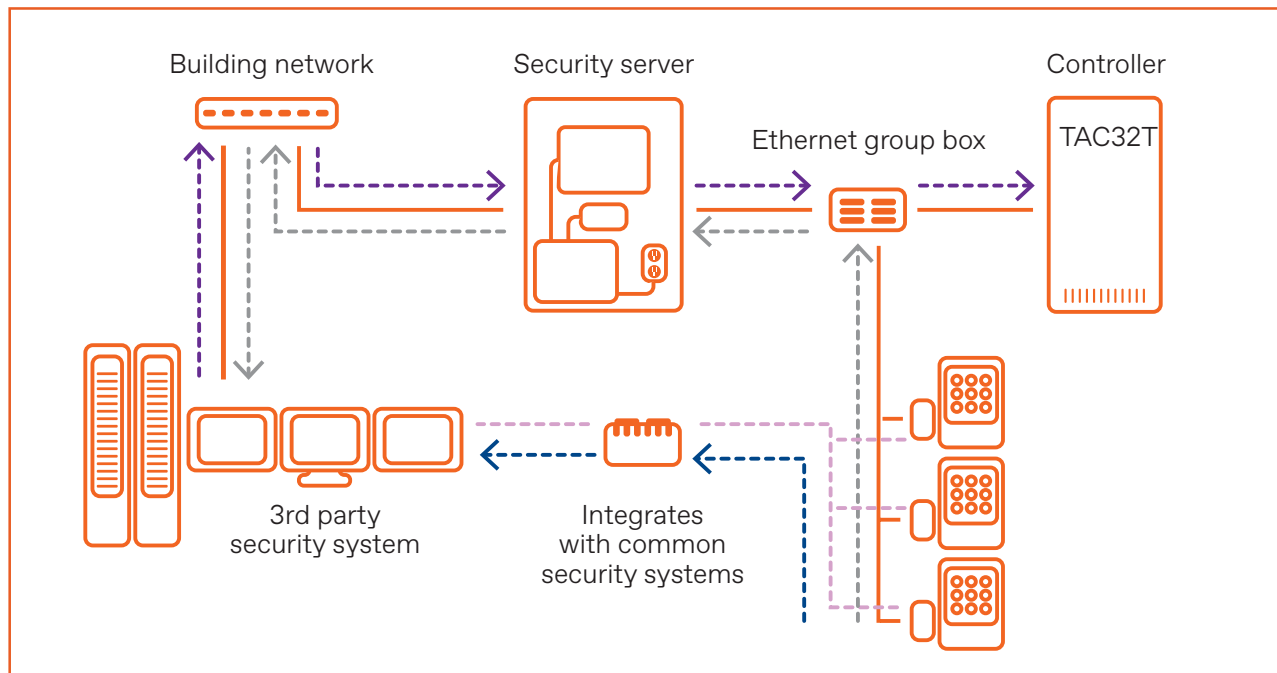 Building network
Security server
Controller
Ethernet group box
TAC32T
3rd party
security system
Integrates
with common
security systems